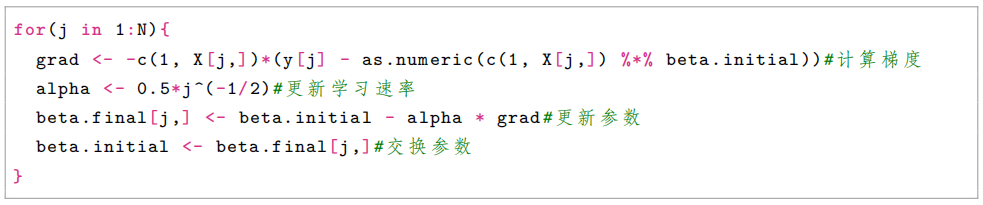 for(j in 1:N){
  grad <- -c(1, X[j,])*(y[j] - as.numeric(c(1, X[j,]) %*% beta.initial))#计算梯度
  alpha <- 0.5*j^(-1/2)#更新学习速率
  beta.final[j,] <- beta.initial - alpha * grad#更新参数
  beta.initial <- beta.final[j,]#交换参数
}